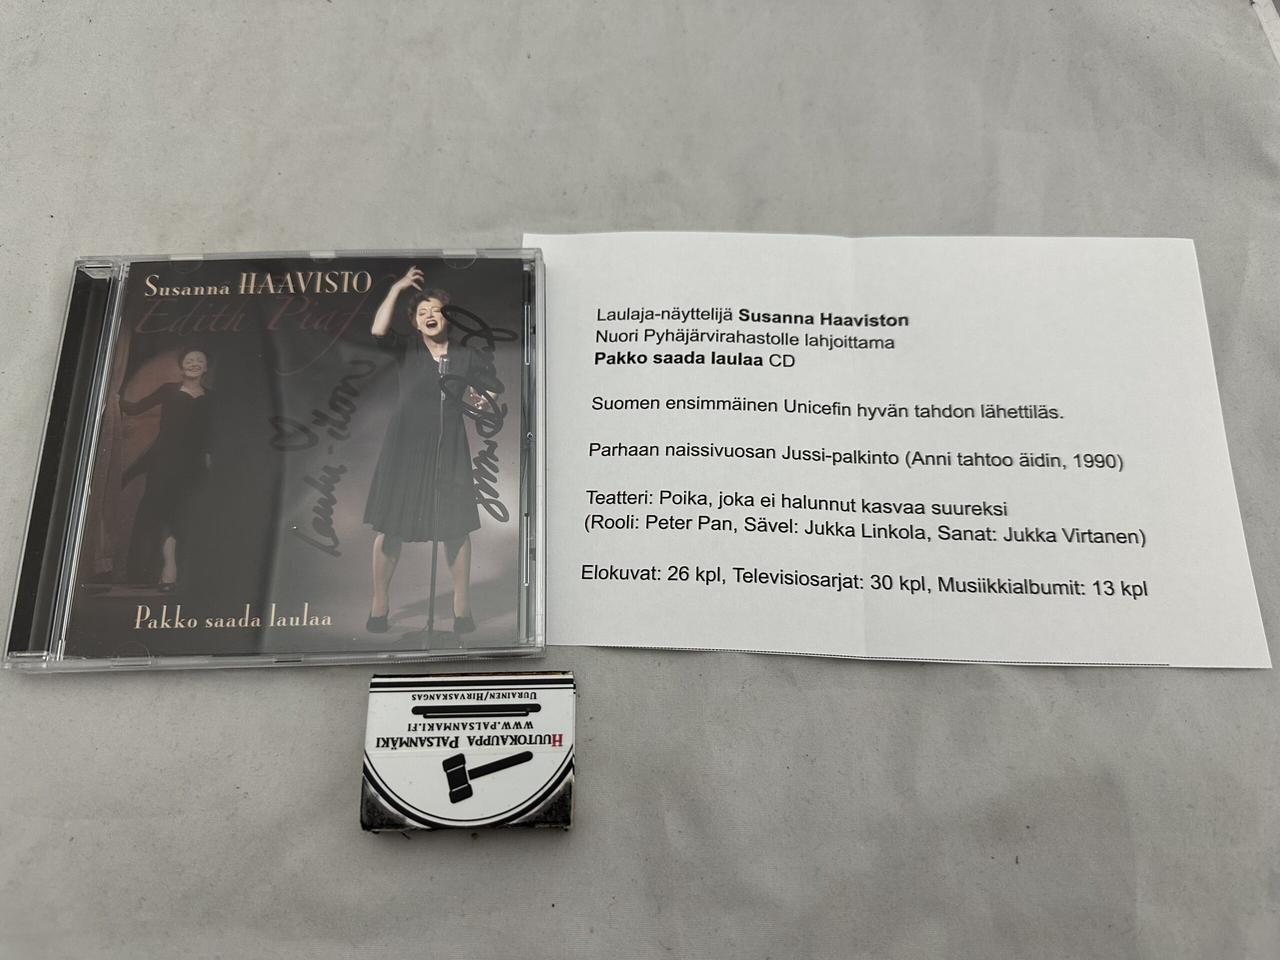 Susanna HAAVISTO
Edith Piaf
Laulu-iloon
Pakko saada laulaa
Laulaja-näyttelijä Susanna Haaviston
Nuori Pyhäjärvirahastolle lahjoittama
Pakko saada laulaa CD
Suomen ensimmäinen Unicefin hyvän tahdon lähettiläs.
Parhaan naissivuosan Jussi-palkinto (Anni tahtoo äidin, 1990)
Teatteri: Poika, joka ei halunnut kasvaa suureksi
(Rooli: Peter Pan, Sävel: Jukka Linkola, Sanat: Jukka Virtanen)
Elokuvat: 26 kpl, Televisiosarjat: 30 kpl, Musiikkialbumit: 13 kpl
HUUTOKAUPPA PALSANMÄKI
WWW.PALSANMAKI.FI
UURAINEN/HIRVASKANGAS